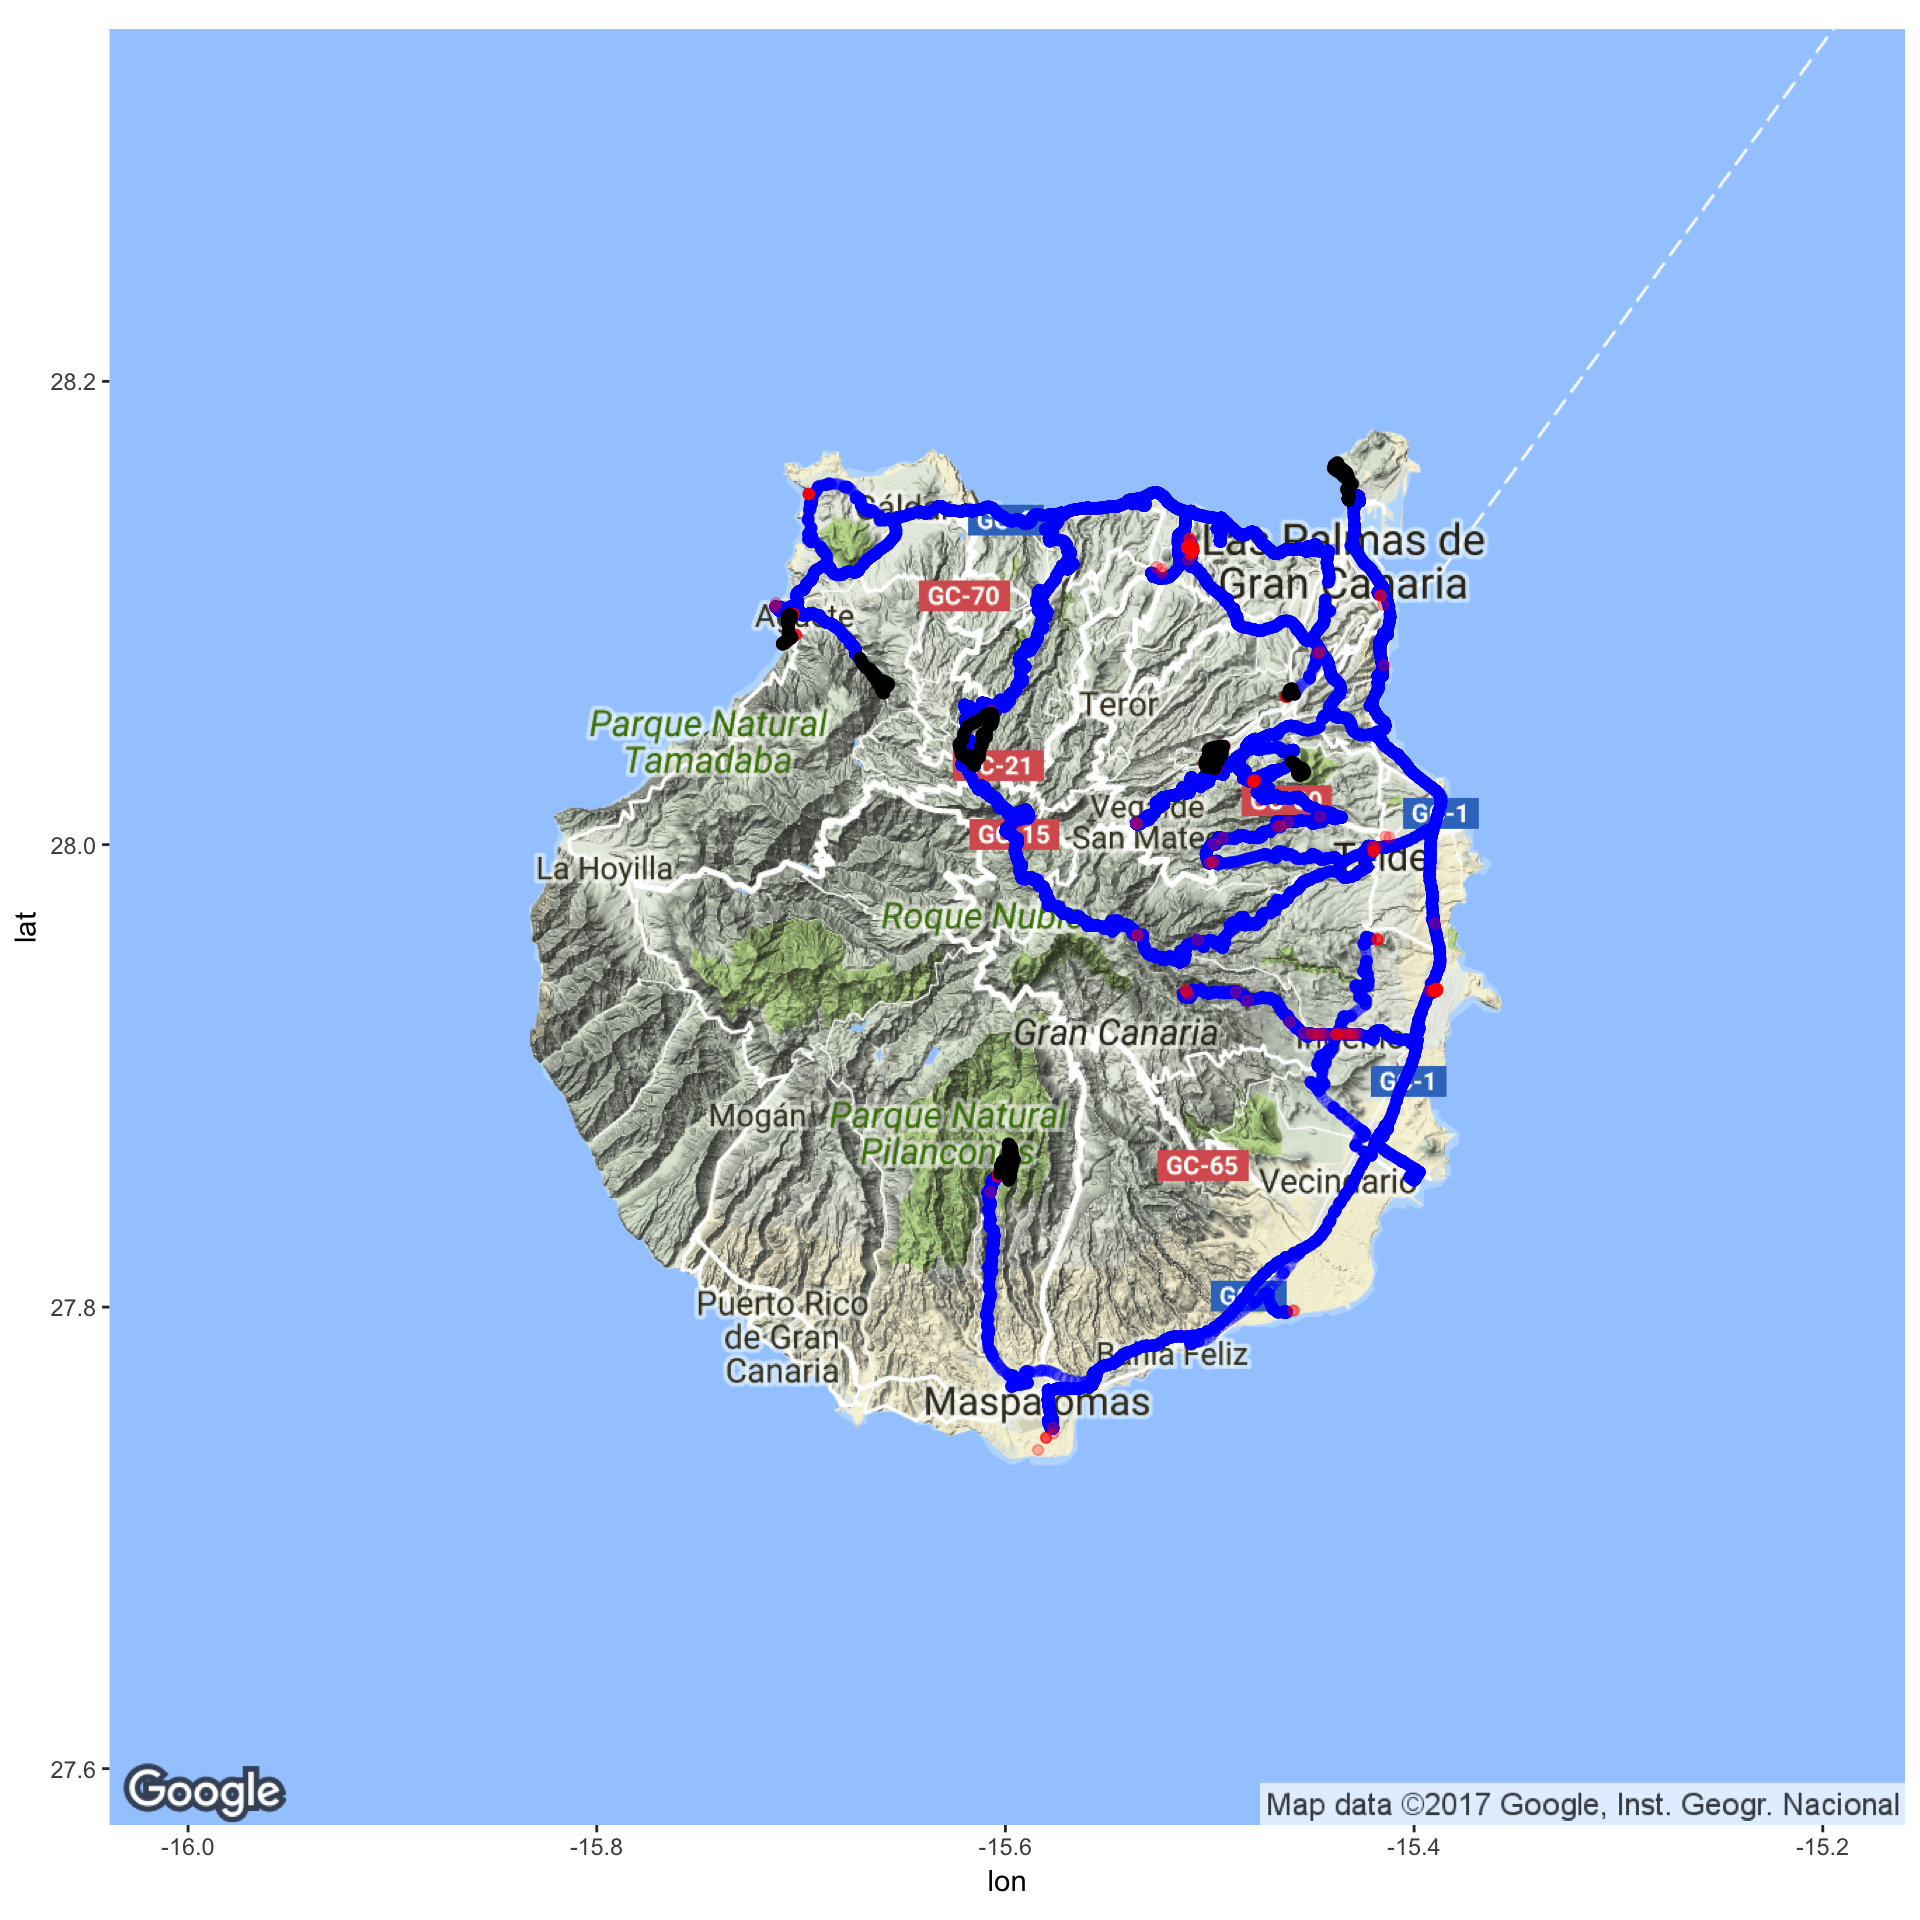 28.2
Las Palmas de
Gran Canaria
GC-70
Teror
Parque Natural
Tamadaba
GC-21
Vega de
San Mateo
GC-1
GC-15
28.0
La Hoyilla
Telde
Roque Nublo
lat
Gran Canaria
Ingenio
GC-1
Mogán
Parque Natural
Pilancones
GC-65
Vecindario
27.8
Puerto Rico
de Gran
Canaria
Bahía Feliz
Maspalomas
27.6
Google
Map data ©2017 Google, Inst. Geogr. Nacional
-16.0
-15.8
-15.6
-15.4
-15.2
lon